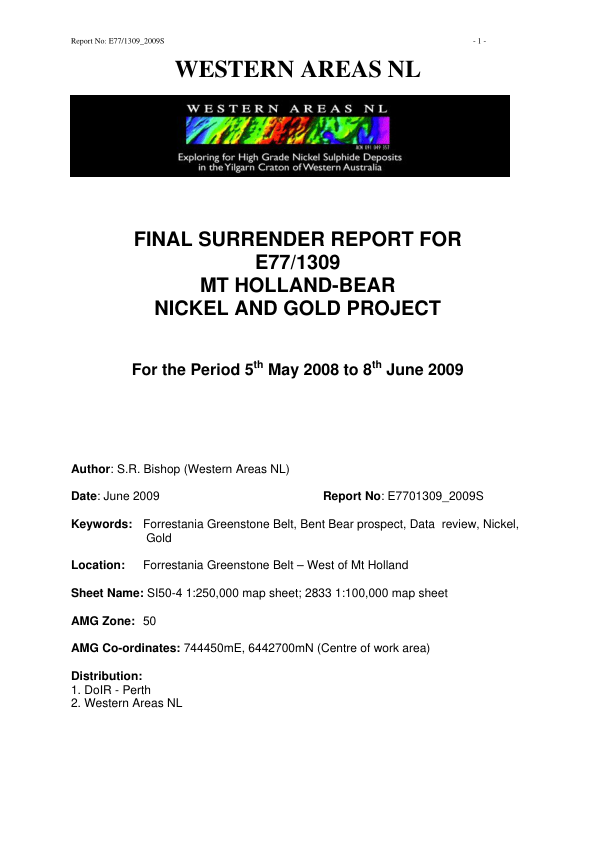 Report No: E77/1309_2009S - 1 -
WESTERN AREAS NL
WESTERN AREAS NL
ACN 091 049 357
Exploring for High Grade Nickel Sulphide Deposits
in the Yilgarn Craton of Western Australia
FINAL SURRENDER REPORT FOR
E77/1309
MT HOLLAND-BEAR
NICKEL AND GOLD PROJECT
For the Period 5th May 2008 to 8th June 2009
Author: S.R. Bishop (Western Areas NL)
Date: June 2009 Report No: E7701309_2009S
Keywords: Forrestania Greenstone Belt, Bent Bear prospect, Data review, Nickel,
Gold
Location: Forrestania Greenstone Belt – West of Mt Holland
Sheet Name: SI50-4 1:250,000 map sheet; 2833 1:100,000 map sheet
AMG Zone: 50
AMG Co-ordinates: 744450mE, 6442700mN (Centre of work area)
Distribution:
1. DoIR - Perth
2. Western Areas NL